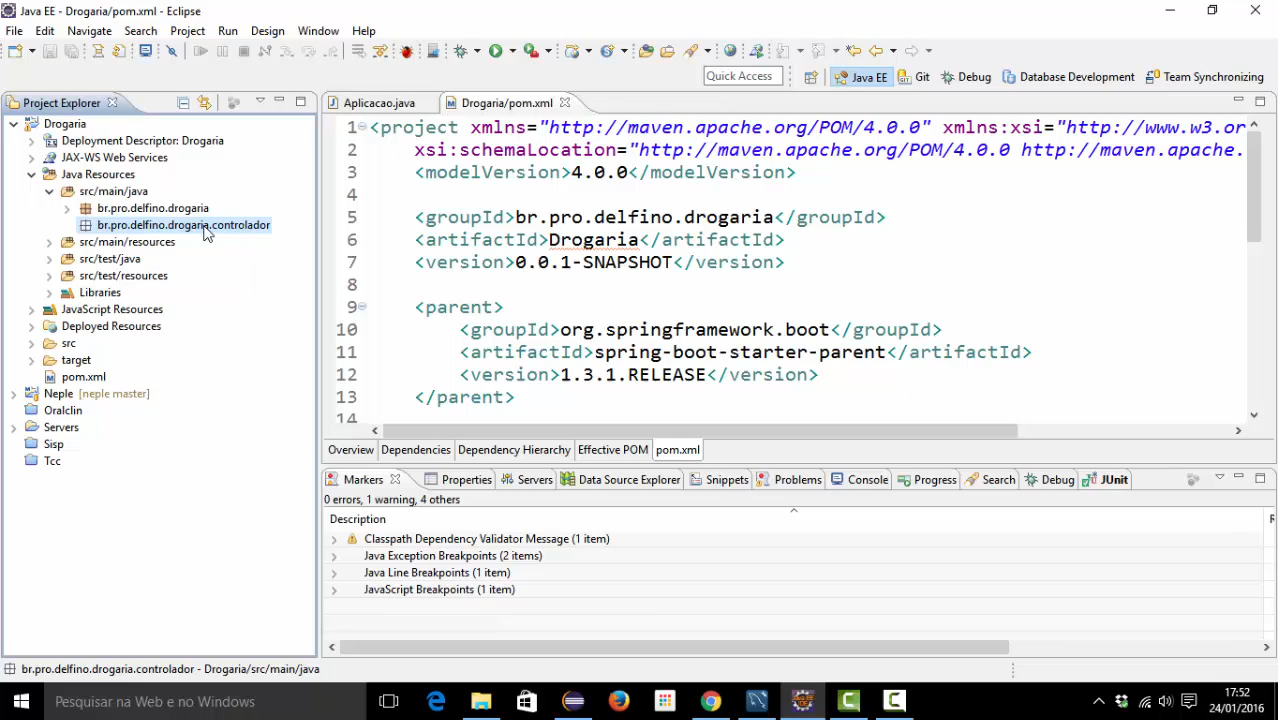 Java EE - Drogaria/pom.xml - Eclipse
File Edit Navigate Search Project Run Design Window Help
Quick Access
Java EE Git Debug Database Development Team Synchronizing
Project Explorer
Drogaria
Deployment Descriptor: Drogaria
JAX-WS Web Services
Java Resources
src/main/java
br.pro.delfino.drogaria
br.pro.delfino.drogaria.controlador
src/main/resources
src/test/java
src/test/resources
Libraries
JavaScript Resources
Deployed Resources
src
target
pom.xml
Neple [neple master]
Oralclin
Servers
Sisp
Tcc
Aplicacao.java Drogaria/pom.xml
1 <project xmlns="http://maven.apache.org/POM/4.0.0" xmlns:xsi="http://www.w3.or
2 xsi:schemaLocation="http://maven.apache.org/POM/4.0.0 http://maven.apache.
3 <modelVersion>4.0.0</modelVersion>
4
5 <groupId>br.pro.delfino.drogaria</groupId>
6 <artifactId>Drogaria</artifactId>
7 <version>0.0.1-SNAPSHOT</version>
8
9 <parent>
10 <groupId>org.springframework.boot</groupId>
11 <artifactId>spring-boot-starter-parent</artifactId>
12 <version>1.3.1.RELEASE</version>
13 </parent>
14
Overview Dependencies Dependency Hierarchy Effective POM pom.xml
Markers Properties Servers Data Source Explorer Snippets Problems Console Progress Search Debug JUnit
0 errors, 1 warning, 4 others
Description R
Classpath Dependency Validator Message (1 item)
Java Exception Breakpoints (2 items)
Java Line Breakpoints (1 item)
JavaScript Breakpoints (1 item)
br.pro.delfino.drogaria.controlador - Drogaria/src/main/java
Pesquisar na Web e no Windows
17:52
24/01/2016